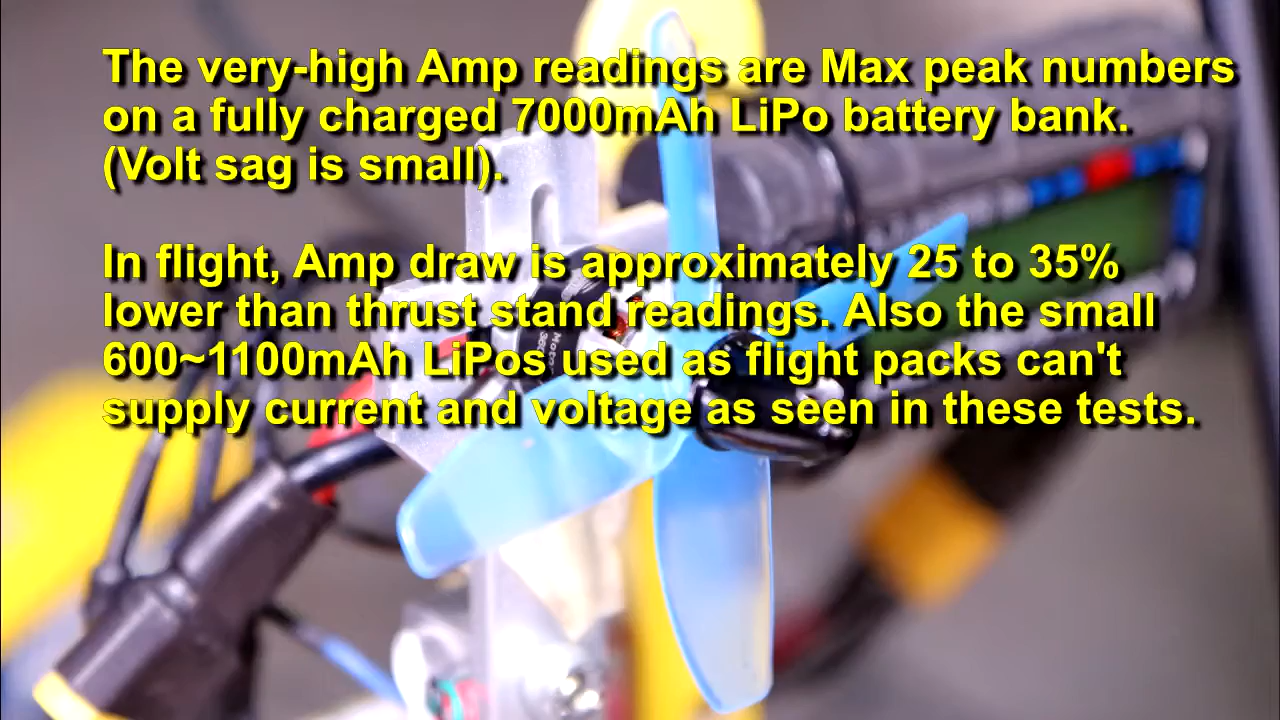 The very-high Amp readings are Max peak numbers
on a fully charged 7000mAh LiPo battery bank.
(Volt sag is small).
In flight, Amp draw is approximately 25 to 35%
lower than thrust stand readings. Also the small
600~1100mAh LiPos used as flight packs can't
supply current and voltage as seen in these tests.